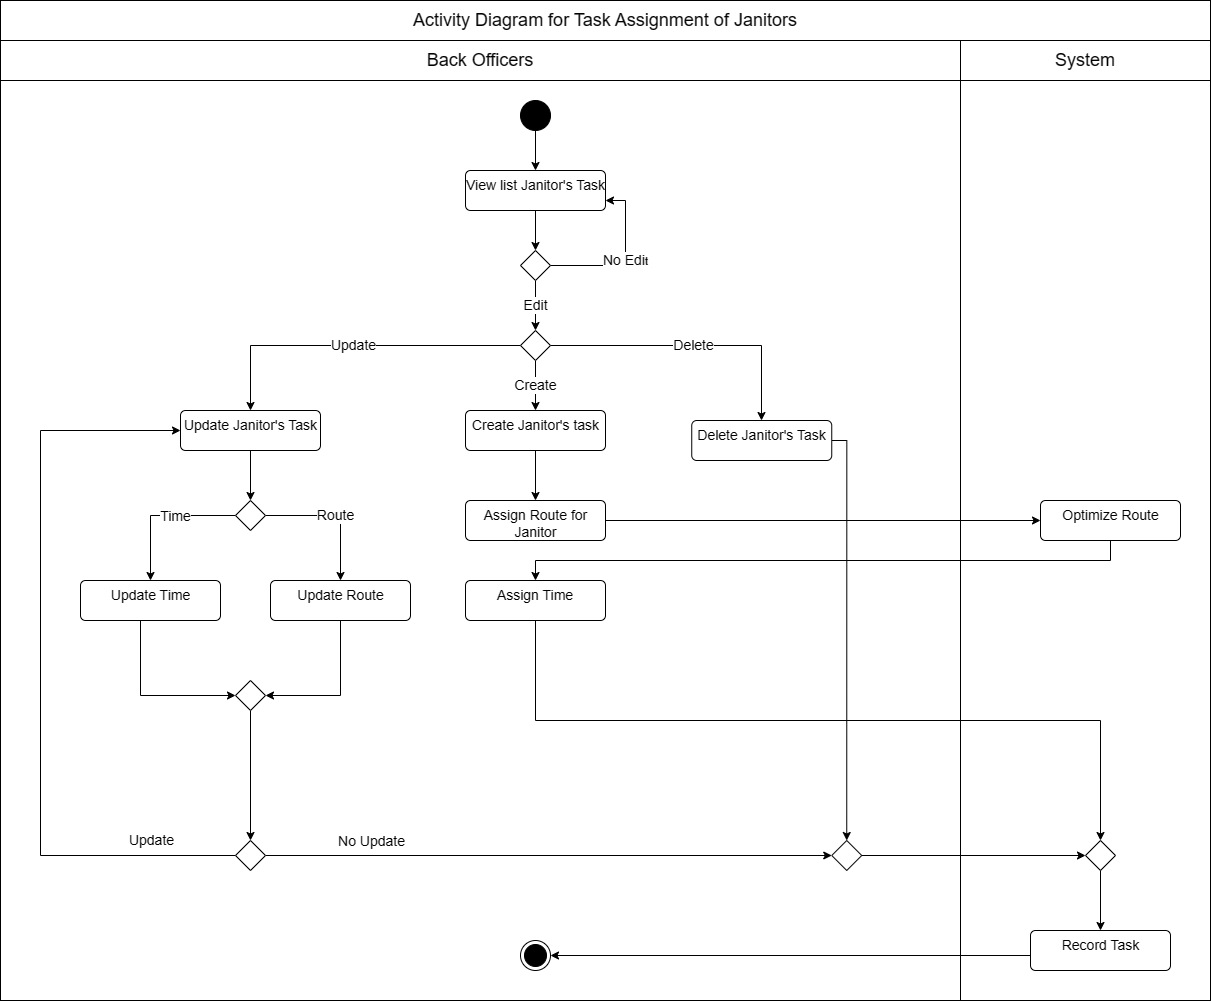 Activity Diagram for Task Assignment of Janitors
Back Officers
System
View list Janitor's Task
No Edit
Edit
Update
Delete
Create
Update Janitor's Task
Create Janitor's task
Delete Janitor's Task
Time
Route
Assign Route for
Janitor
Optimize Route
Update Time
Update Route
Assign Time
Update
No Update
Record Task